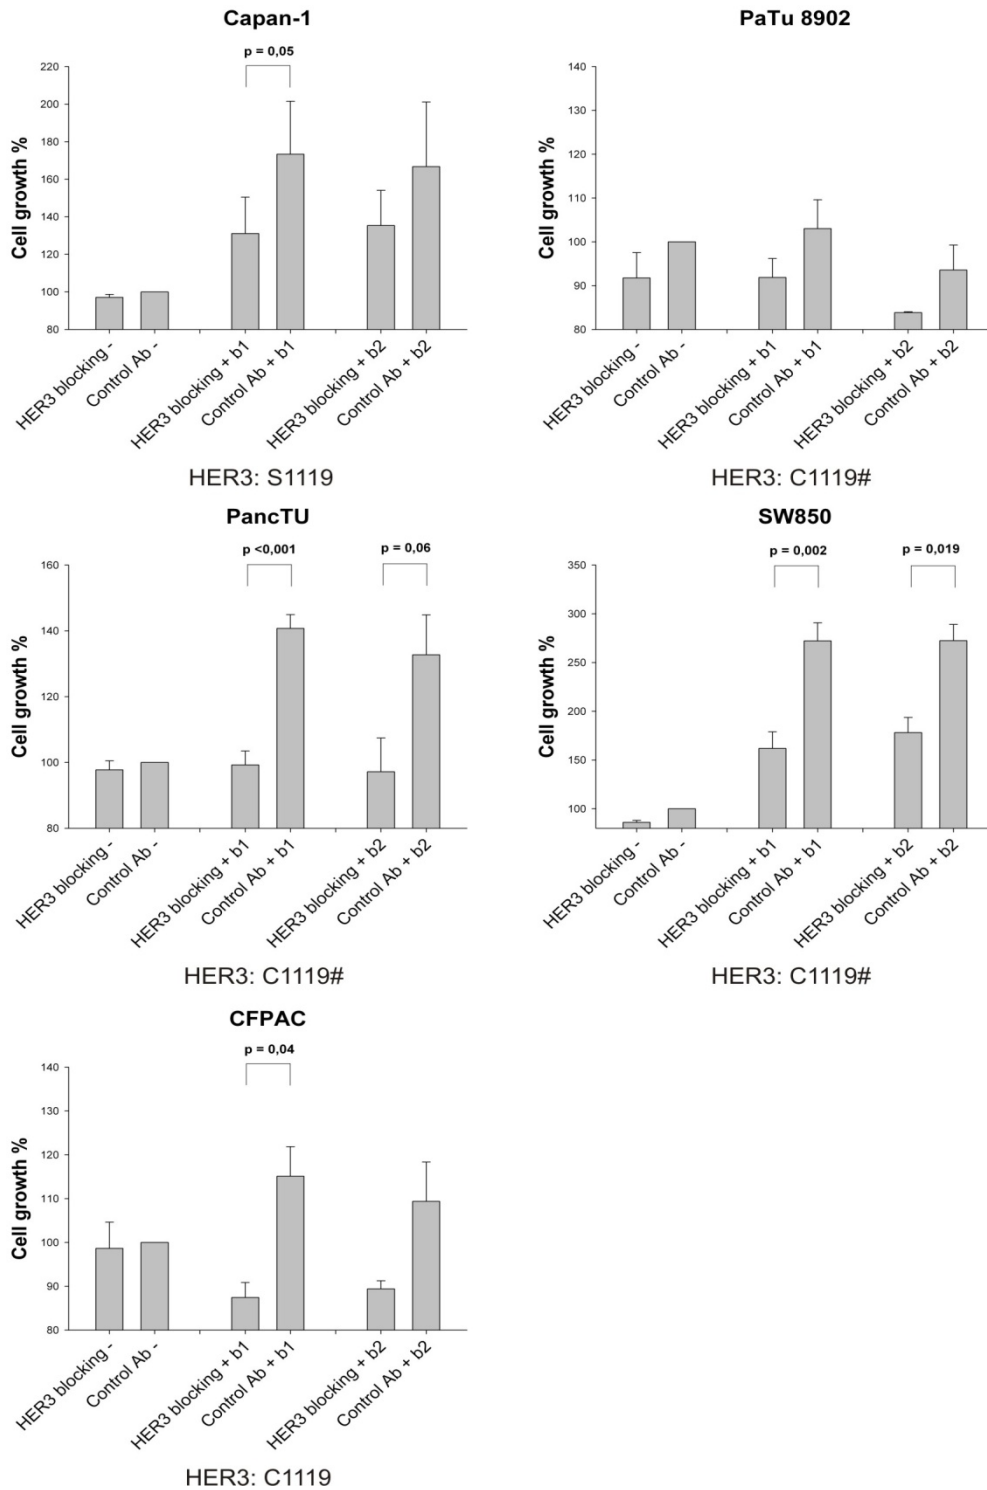 Capan-1
p = 0,05
Cell growth %
220
200
180
160
140
120
100
80
HER3 blocking -
Control Ab -
HER3 blocking + b1
Control Ab + b1
HER3 blocking + b2
Control Ab + b2
HER3: S1119
PaTu 8902
Cell growth %
140
130
120
110
100
90
80
HER3 blocking -
Control Ab -
HER3 blocking + b1
Control Ab + b1
HER3 blocking + b2
Control Ab + b2
HER3: C1119#
PancTU
p <0,001
p = 0,06
Cell growth %
160
140
120
100
80
HER3 blocking -
Control Ab -
HER3 blocking + b1
Control Ab + b1
HER3 blocking + b2
Control Ab + b2
HER3: C1119#
SW850
p = 0,002
p = 0,019
Cell growth %
350
300
250
200
150
100
HER3 blocking -
Control Ab -
HER3 blocking + b1
Control Ab + b1
HER3 blocking + b2
Control Ab + b2
HER3: C1119#
CFPAC
p = 0,04
Cell growth %
140
130
120
110
100
90
80
HER3 blocking -
Control Ab -
HER3 blocking + b1
Control Ab + b1
HER3 blocking + b2
Control Ab + b2
HER3: C1119